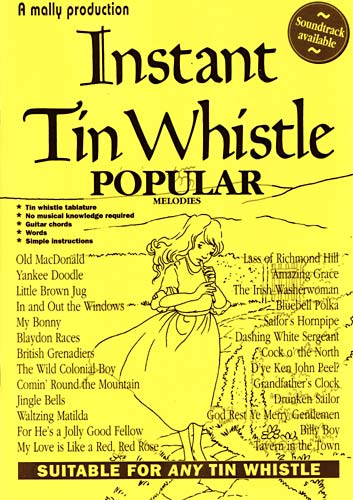 A mally production
Soundtrack
available
Instant
Tin Whistle
POPULAR
MELODIES
★ Tin whistle tablature
★ No musical knowledge required
★ Guitar chords
★ Words
★ Simple instructions
Old MacDonald
Yankee Doodle
Little Brown Jug
In and Out the Windows
My Bonny
Blaydon Races
British Grenadiers
The Wild Colonial Boy
Comin' Round the Mountain
Jingle Bells
Waltzing Matilda
For He's a Jolly Good Fellow
My Love is Like a Red, Red Rose
Lass of Richmond Hill
Amazing Grace
The Irish Washerwoman
Bluebell Polka
Sailor's Hornpipe
Dashing White Sergeant
Cock o' the North
D'ye Ken John Peel?
Grandfather's Clock
Drunken Sailor
God Rest Ye Merry Gentlemen
Billy Boy
Tavern in the Town
SUITABLE FOR ANY TIN WHISTLE